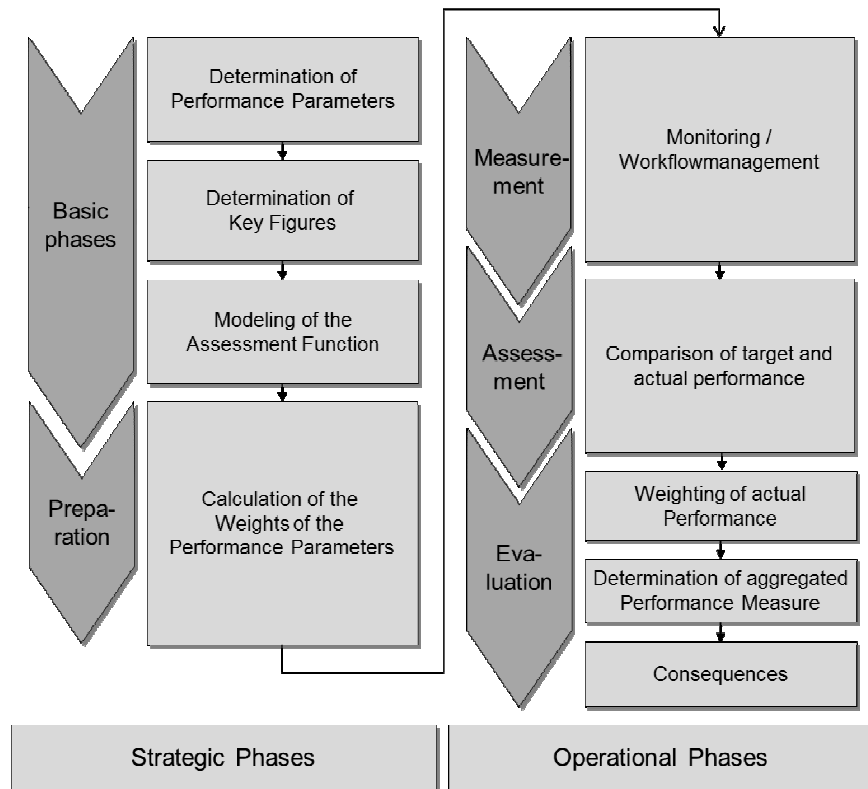 Basic
phases
Prepa-
ration
Determination of
Performance Parameters
Determination of
Key Figures
Modeling of the
Assessment Function
Calculation of the
Weights of the
Performance Parameters
Strategic Phases
Measure-
ment
Assess-
ment
Eva-
luation
Monitoring /
Workflowmanagement
Comparison of target and
actual performance
Weighting of actual
Performance
Determination of aggregated
Performance Measure
Consequences
Operational Phases